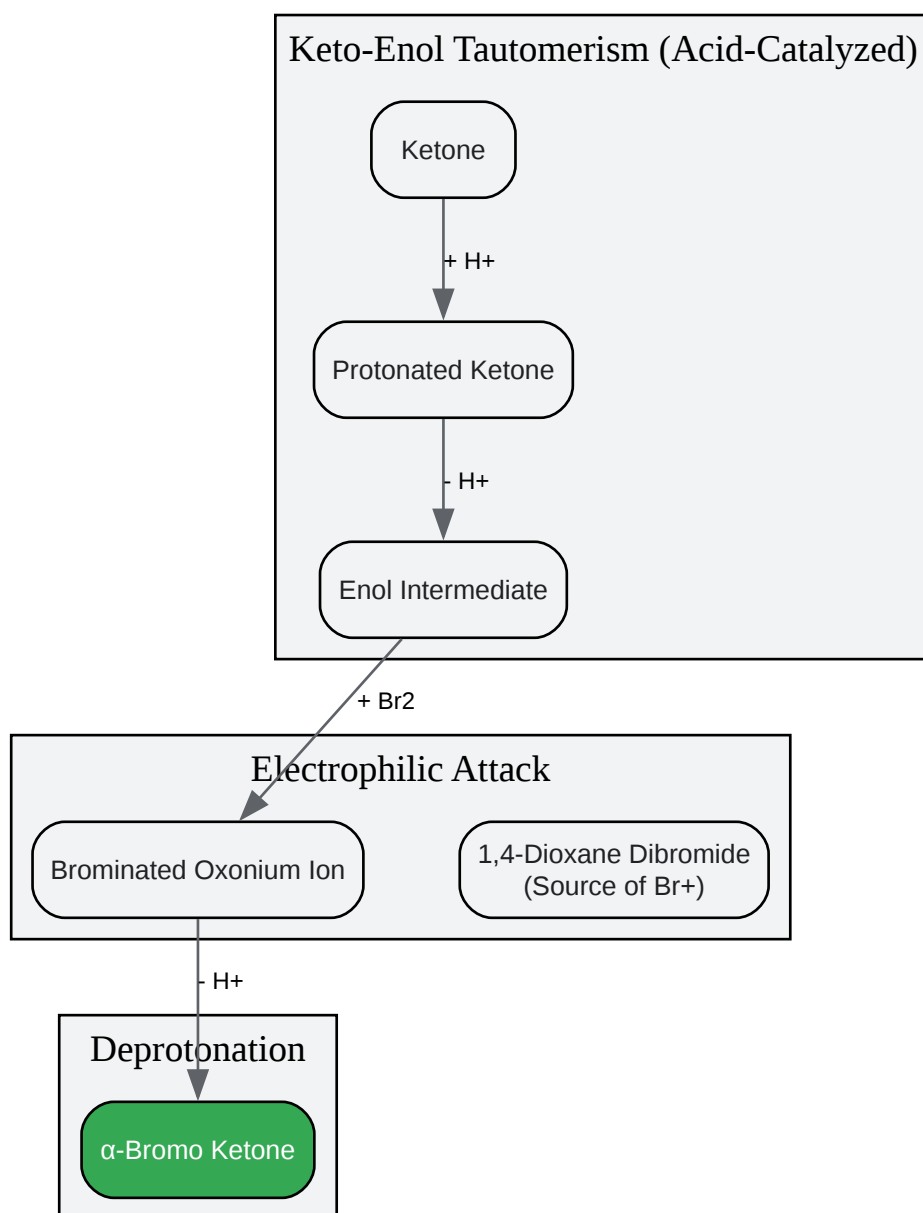 Keto-Enol Tautomerism (Acid-Catalyzed)
Ketone
+ H+
Protonated Ketone
- H+
Enol Intermediate
+ Br2
Electrophilic Attack
Brominated Oxonium Ion
1,4-Dioxane Dibromide
(Source of Br+)
- H+
Deprotonation
α-Bromo Ketone